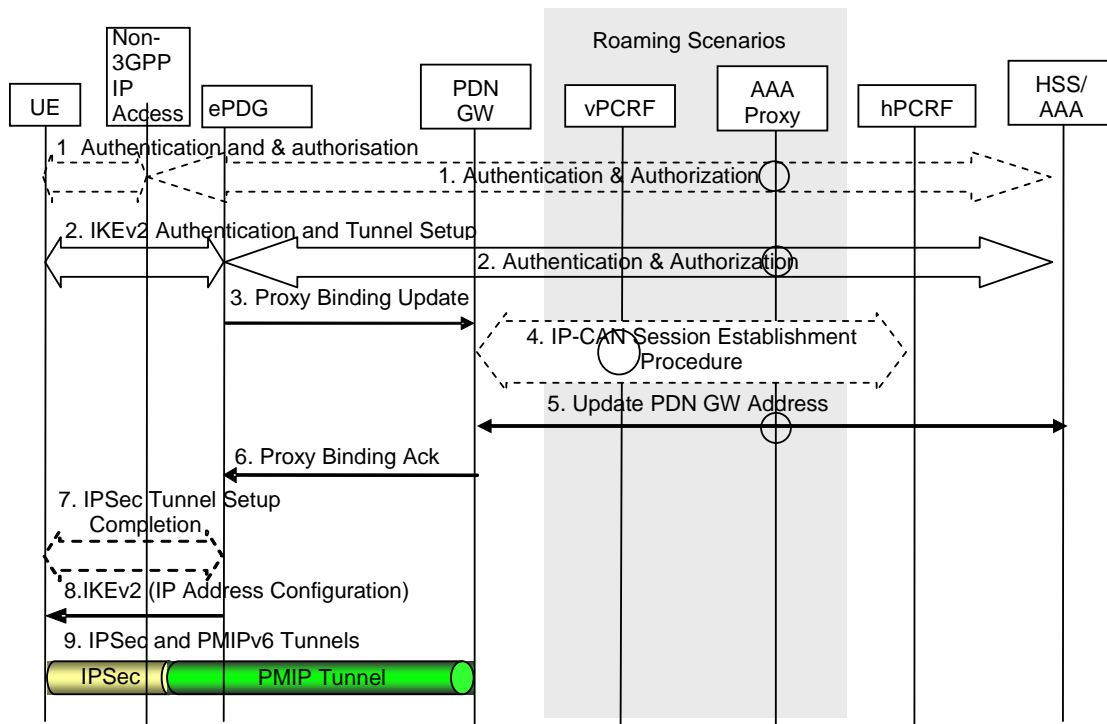 Roaming Scenarios
Non-
3GPP
IP
Access
UE
ePDG
PDN
GW
vPCRF
AAA
Proxy
hPCRF
HSS/
AAA
1 Authentication and & authorisation
1. Authentication & Authorization
2. IKEv2 Authentication and Tunnel Setup
2. Authentication & Authorization
3. Proxy Binding Update
4. IP-CAN Session Establishment
Procedure
5. Update PDN GW Address
6. Proxy Binding Ack
7. IPSec Tunnel Setup
Completion
8.IKEv2 (IP Address Configuration)
9. IPSec and PMIPv6 Tunnels
IPSec
PMIP Tunnel